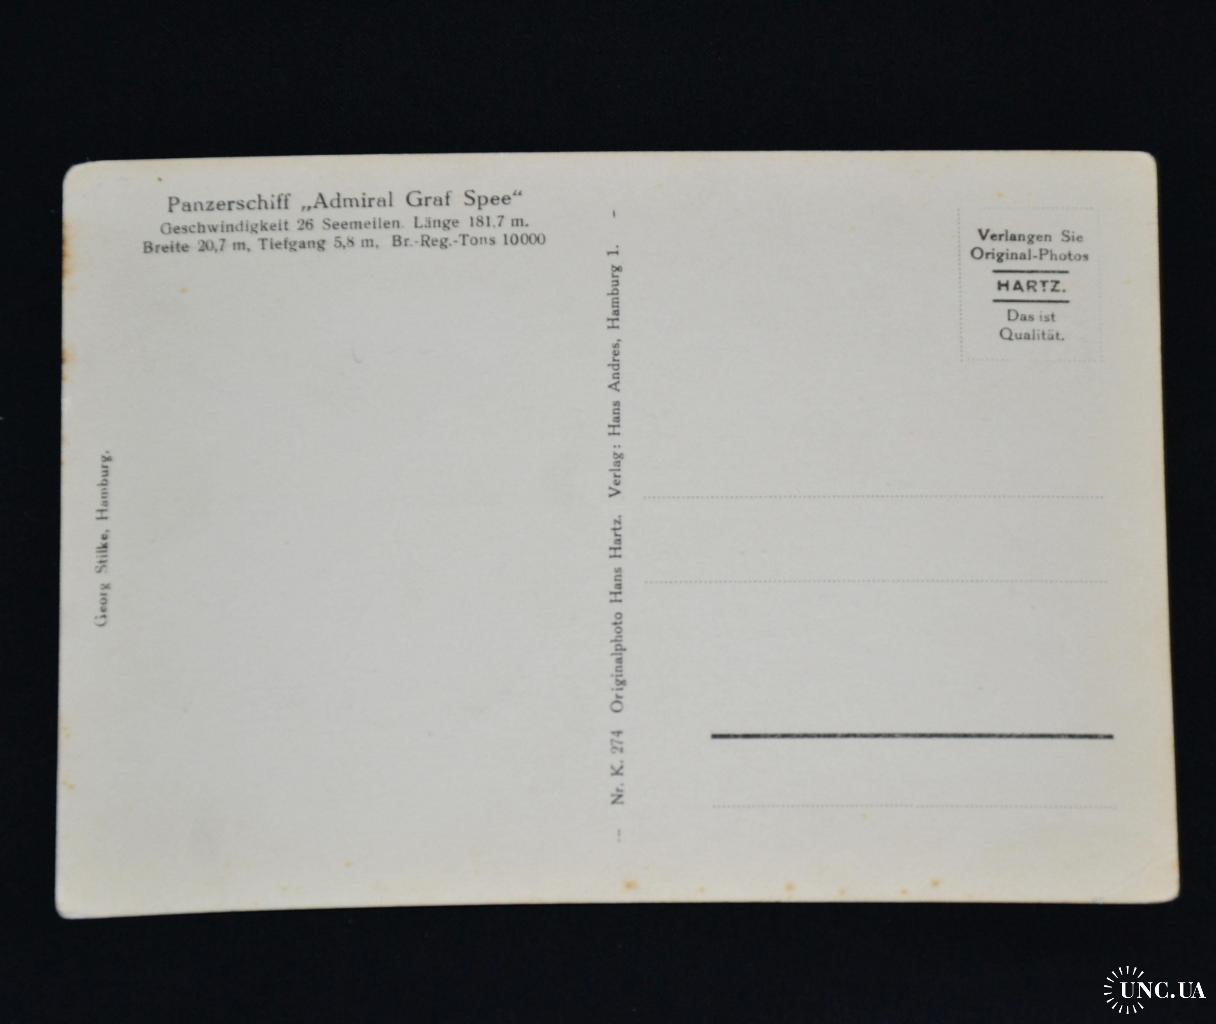 Panzerschiff „Admiral Graf Spee“
Geschwindigkeit 26 Seemeilen. Länge 181,7 m.
Breite 20,7 m, Tiefgang 5,8 m, Br.-Reg.-Tons 10000
Georg Stilke, Hamburg.
Nr. K. 274 Originalphoto Hans Hartz. Verlag: Hans Andres, Hamburg 1.
Verlangen Sie
Original-Photos
HARTZ.
Das ist
Qualität.
UNC.UA